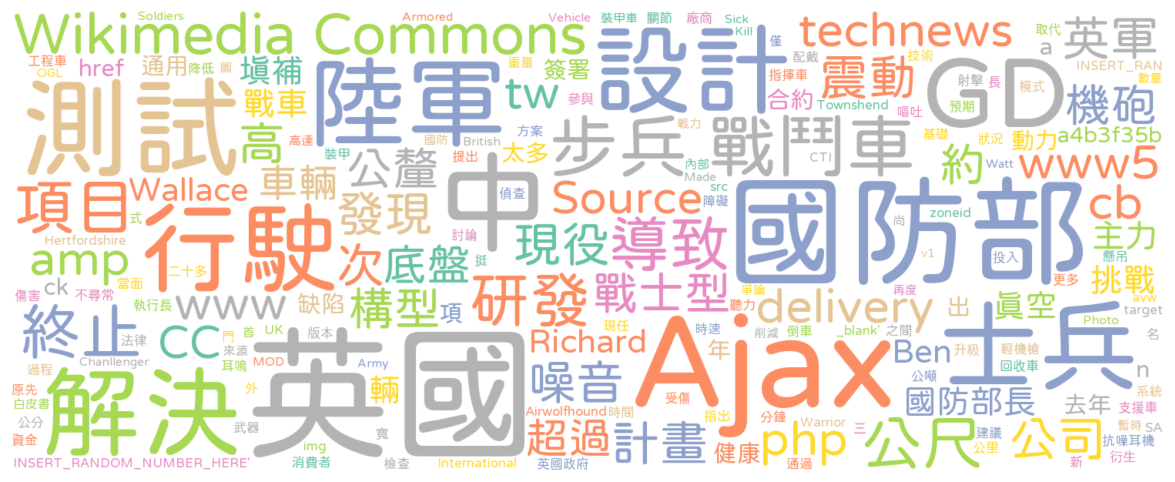 Soldiers
Armored
Vehicle
裝甲車
關節
廠商
Sick
Kill
取代
Wikimedia Commons
設計
technews
英軍
工程車
OGL
通用
降低
圖
href
填補
重量
簽署
僅
配戴
技術
a
INSERT_RAN
陸軍
震動
GD
測試
戰車
tw
參與
指揮車
長
射擊
模式
數量
合約
預期
機砲
高
高達
國防
方案
戰力
Townshend
嘔吐
British
步兵
戰鬥車
基礎
狀況
動力
a4b3f35b
裝甲
提出
太多
內部
Made
CTI
約
www5
公釐
中
偵查
src
障礙
Watt
項目
Wallace
車輛
Source
cb
行駛
發現
現役
導致
國防部
尚
zoneid
主力
式
Hertfordshire
討論
投入
懸吊
amp
次
底盤
挺
v1
挑戰
當面
二十多
ck
戰士型
爭論
再度
更多
傷害
不尋常
www
缺陷
研發
delivery
出
真空
avw
執行長
構型
項
聽力
Photo
target
終止
法律
門
首
UK
版本
現任
時速
削減
倒車
_blank'
之間
士兵
名
Chanllenger
CC
來源
MOD
Army
Richard
Ajax
年
Ben
升級
輕機槍
n
過程
耳鳴
英國
公噸
回收車
解決
外
輛
噪音
受傷
國防部長
去年
系統
原先
白皮書
支援車
公分
武器
Airwolfhound
時間
指出
分鐘
Warrior
三
建議
暫時
SA
資金
img
寬
超過
計畫
健康
php
公尺
公里
公司
抗噪耳機
衍生
INSERT_RANDOM_NUMBER_HERE'
消費者
檢查
International
英國政府
通過
新